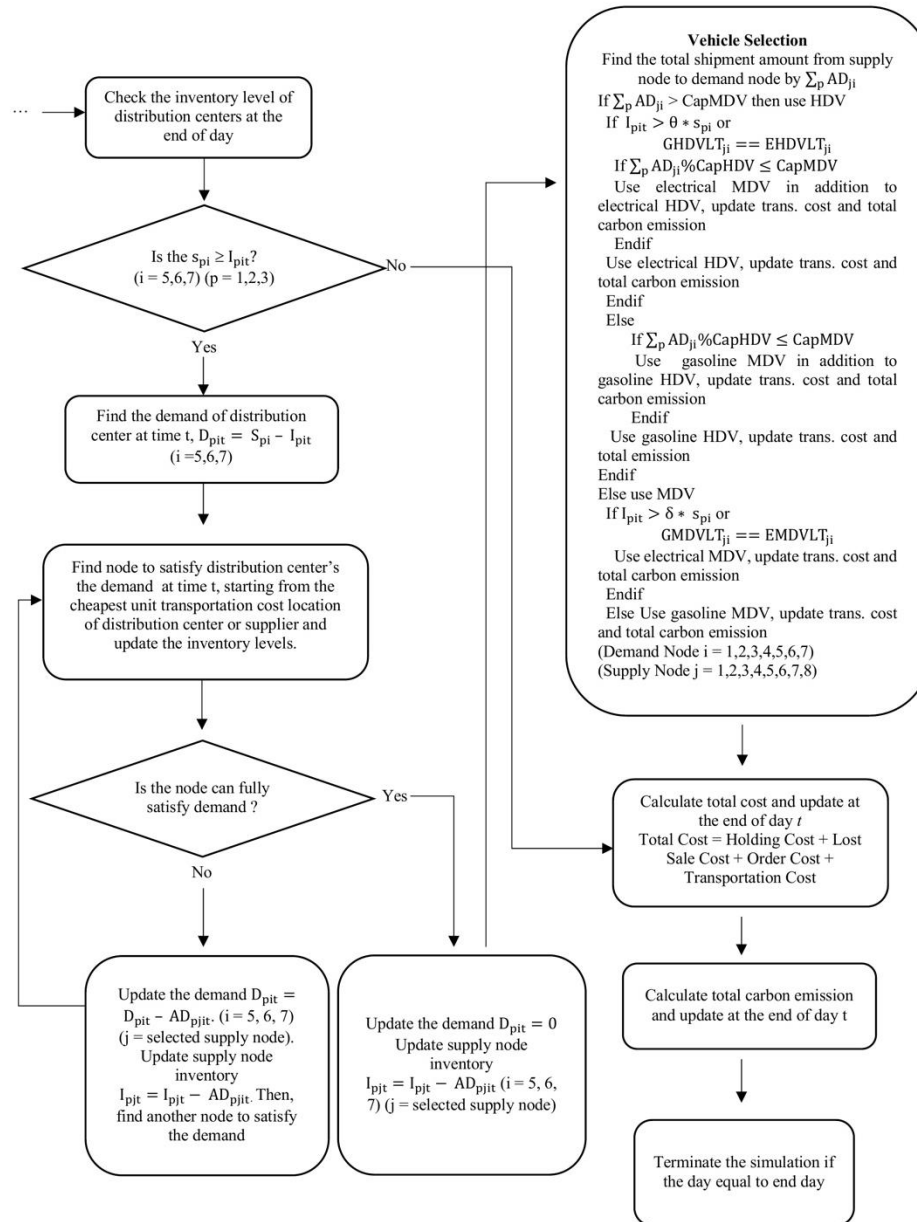 ...
Check the inventory level of
distribution centers at the
end of day
Is the s_pi ≥ I_pit?
(i = 5,6,7) (p = 1,2,3)
No
Yes
Find the demand of distribution
center at time t, D_pit = S_pi − I_pit
(i =5,6,7)
Find node to satisfy distribution center's
the demand at time t, starting from the
cheapest unit transportation cost location
of distribution center or supplier and
update the inventory levels.
Is the node can fully
satisfy demand ?
Yes
No
Update the demand D_pit =
D_pit − AD_pjit. (i = 5, 6, 7)
(j = selected supply node).
Update supply node
inventory
I_pjt = I_pjt − AD_pjit. Then,
find another node to satisfy
the demand
Update the demand D_pit = 0
Update supply node
inventory
I_pjt = I_pjt − AD_pjit (i = 5, 6,
7) (j = selected supply node)
Vehicle Selection
Find the total shipment amount from supply
node to demand node by ∑_p AD_ji
If ∑_p AD_ji > CapMDV then use HDV
If I_pit > θ * s_pi or
GHDVLT_ji == EHDVLT_ji
If ∑_p AD_ji%CapHDV ≤ CapMDV
Use electrical MDV in addition to
electrical HDV, update trans. cost and total
carbon emission
Endif
Use electrical HDV, update trans. cost and
total carbon emission
Endif
Else
If ∑_p AD_ji%CapHDV ≤ CapMDV
Use gasoline MDV in addition to
gasoline HDV, update trans. cost and total
carbon emission
Endif
Use gasoline HDV, update trans. cost and
total emission
Endif
Else use MDV
If I_pit > δ * s_pi or
GMDVLT_ji == EMDVLT_ji
Use electrical MDV, update trans. cost and
total carbon emission
Endif
Else Use gasoline MDV, update trans. cost
and total carbon emission
(Demand Node i = 1,2,3,4,5,6,7)
(Supply Node j = 1,2,3,4,5,6,7,8)
Calculate total cost and update at
the end of day t
Total Cost = Holding Cost + Lost
Sale Cost + Order Cost +
Transportation Cost
Calculate total carbon emission
and update at the end of day t
Terminate the simulation if
the day equal to end day